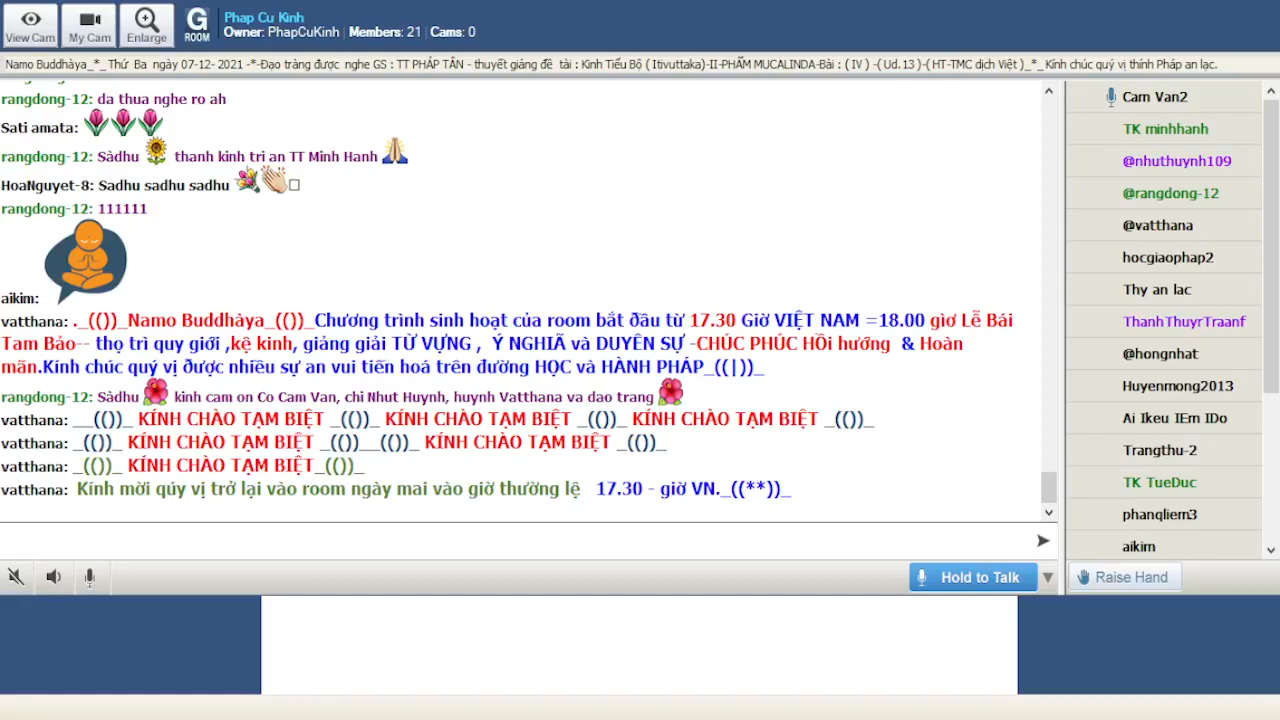 View Cam
My Cam
Enlarge
G ROOM
Phap Cu Kinh
Owner: PhapCuKinh | Members: 21 | Cams: 0
Namo Buddhàya_*_Thứ Ba ngày 07-12- 2021 -*-Đạo tràng được nghe GS : TT PHÁP TÂN - thuyết giảng đề tài : Kinh Tiểu Bộ ( Itivuttaka)-II-PHẨM MUCALINDA-Bài : ( IV ) -( Ud. 13 )-( HT-TMC dịch Việt )_*_ Kính chúc quý vị thính Pháp an lạc.
rangdong-12: da thua nghe ro ah
Sati amata: 🌷🌷🌷
rangdong-12: Sàdhu 🌻 thanh kinh tri an TT Minh Hanh 🙏
HoaNguyet-8: Sadhu sadhu sadhu 💐👏□
rangdong-12: 111111
aikim:
vatthana: ._(())_Namo Buddhàya_(())_Chương trình sinh hoạt của room bắt đầu từ 17.30 Giờ VIỆT NAM =18.00 giơ Lễ Bái
Tam Bảo-- thọ trì quy giới ,kệ kinh, giảng giải TỪ VỰNG , Ý NGHIÃ và DUYÊN SỰ -CHÚC PHÚC HỒi hướng & Hoàn
mãn.Kính chúc quý vị được nhiều sự an vui tiến hoá trên đường HỌC và HÀNH PHÁP_((|))_
rangdong-12: Sàdhu 🌺 kinh cam on Co Cam Van, chi Nhut Huynh, huynh Vatthana va dao trang 🌺
vatthana: __(())_ KÍNH CHÀO TẠM BIỆT _(())_ KÍNH CHÀO TẠM BIỆT _(())_ KÍNH CHÀO TẠM BIỆT _(())_
vatthana: _(())_ KÍNH CHÀO TẠM BIỆT _(())__(())_ KÍNH CHÀO TẠM BIỆT _(())_
vatthana: _(())_ KÍNH CHÀO TẠM BIỆT_(())_
vatthana: Kính mời qúy vị trở lại vào room ngày mai vào giờ thường lệ 17.30 - giờ VN._((**))_
Hold to Talk
Cam Van2
TK minhhanh
@nhuthuynh109
@rangdong-12
@vatthana
hocgiaophap2
Thy an lac
ThanhThuyrTraanf
@hongnhat
Huyenmong2013
Ai Ikeu IEm IDo
Trangthu-2
TK TueDuc
phanqliem3
aikim
Raise Hand